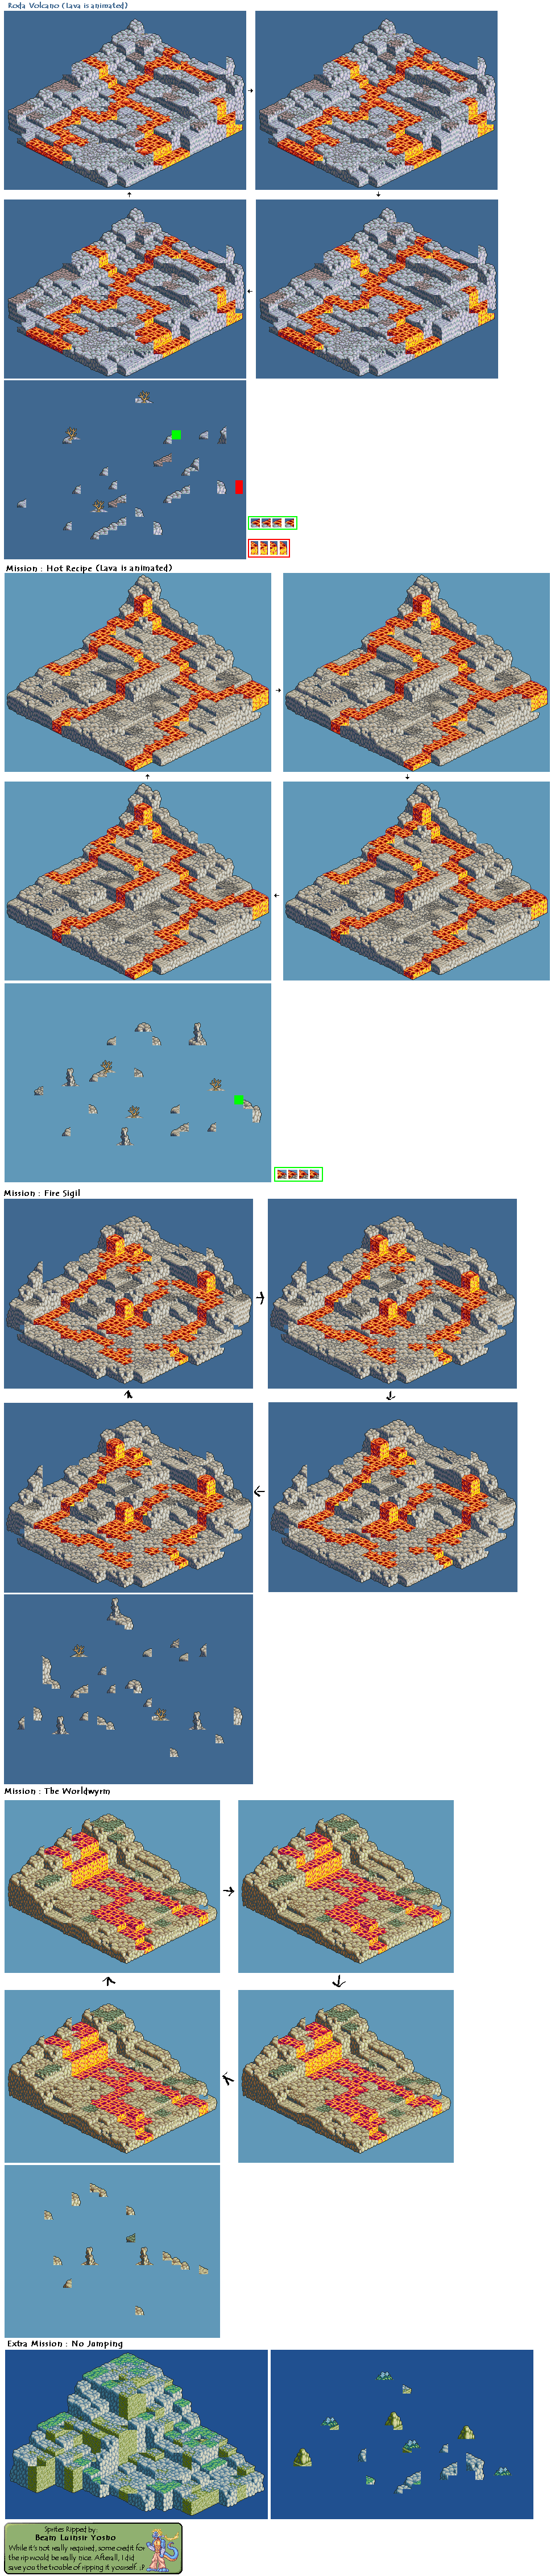 Roda Volcano (Lava is animated)
Mission : Hot Recipe (Lava is animated)
Mission : Fire Sigil
Mission : The Worldwyrm
Extra Mission : No Jumping
Sprites Ripped by:
Beam Luinsir Yosho
While it's not really required, some credit for
the rip would be really nice. Afterall, I did
save you the trouble of ripping it yourself. :P